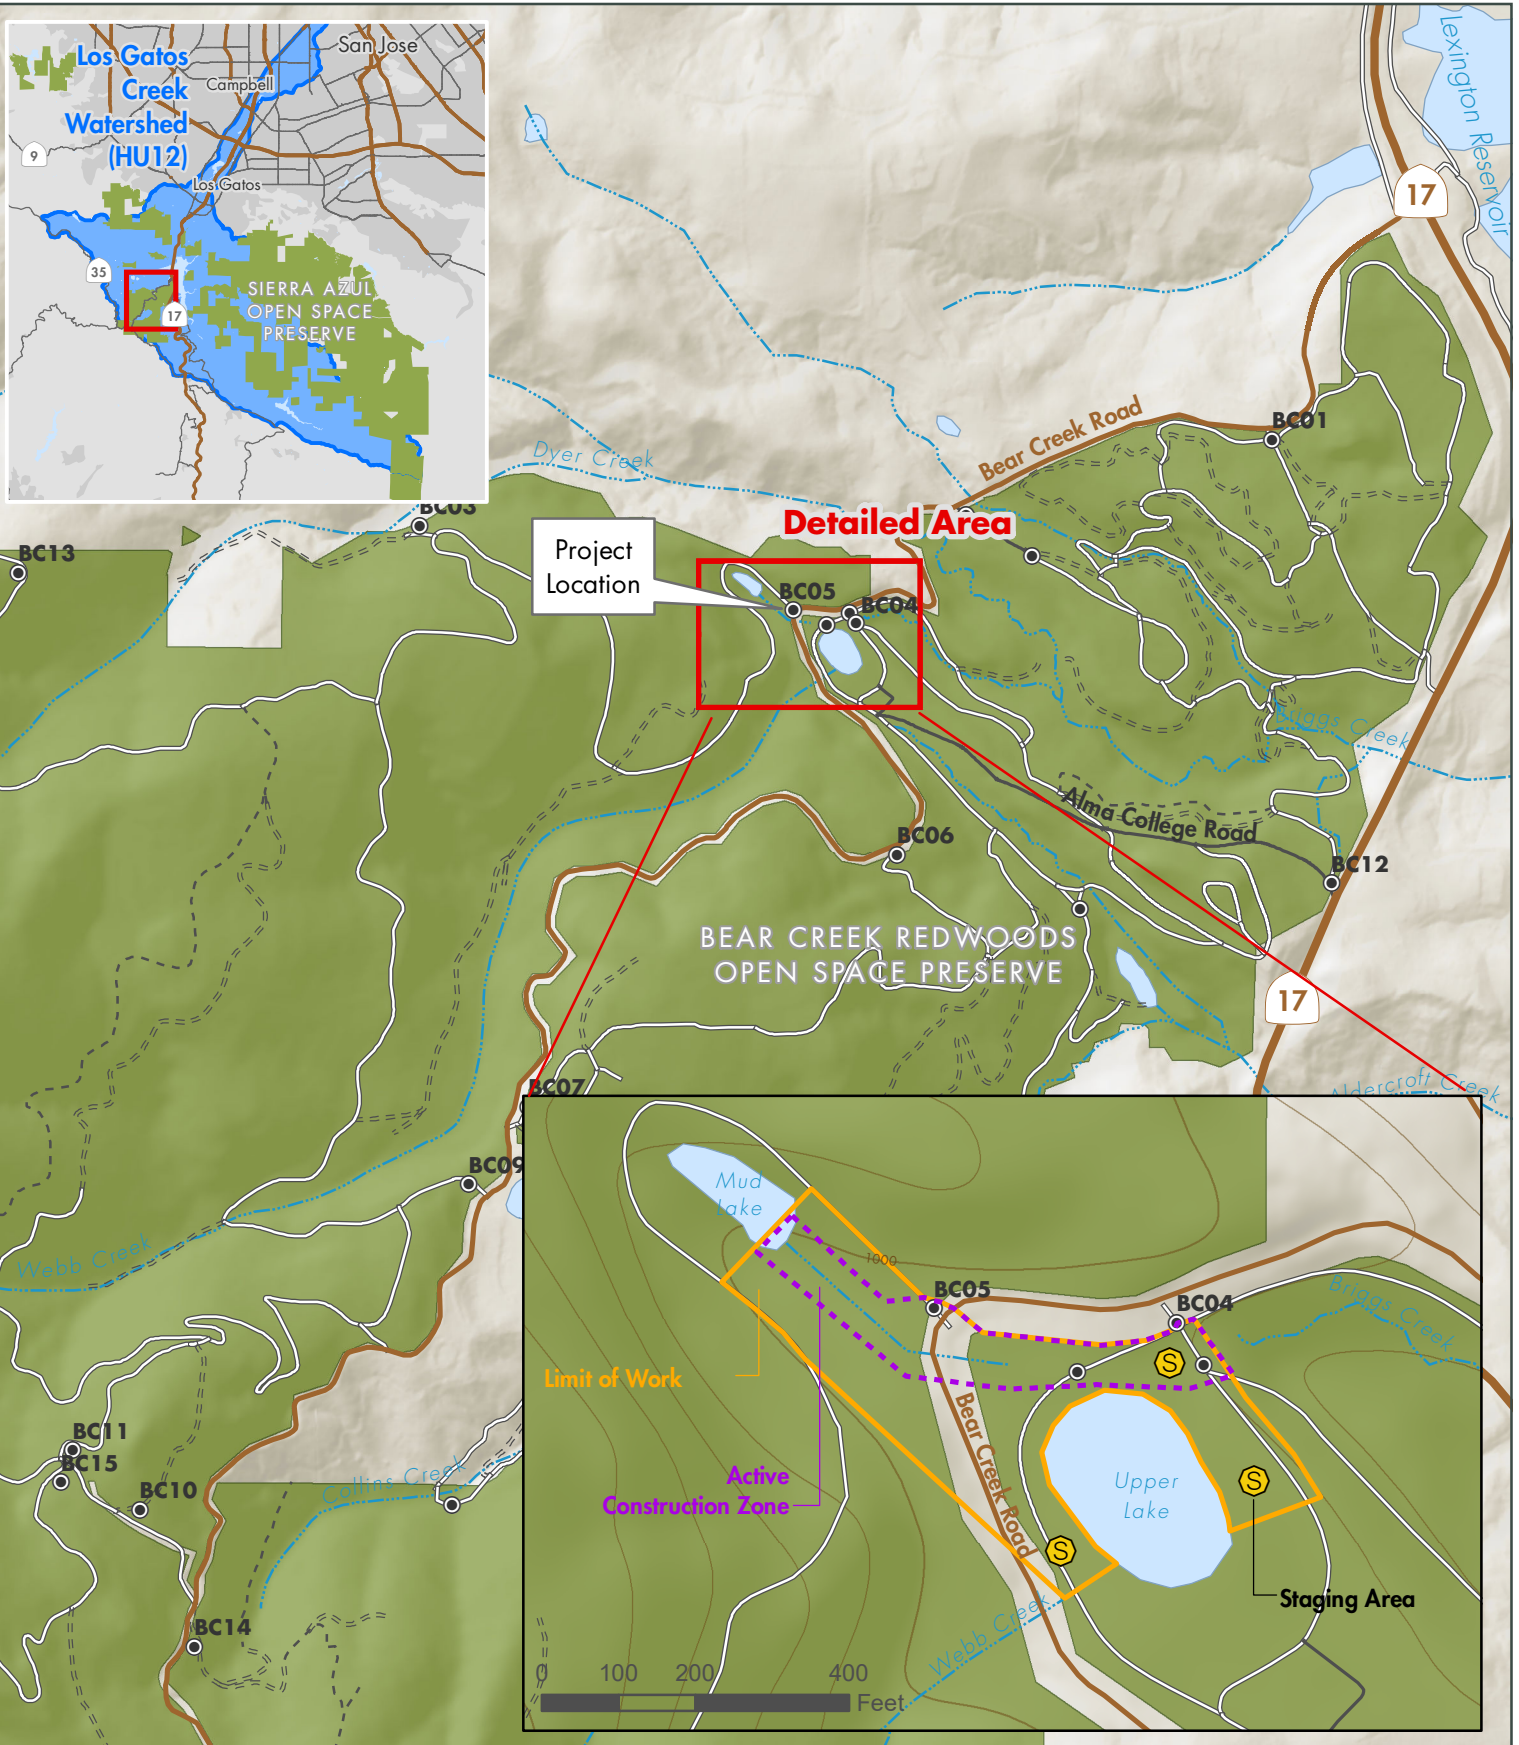 San Jose
Los Gatos
Creek
Watershed
(HU12)
Campbell
9
Los Gatos
35
17
SIERRA AZUL
OPEN SPACE
PRESERVE
Lexington Reservoir
17
Bear Creek Road
BC01
Dyer Creek
BC03
BC13
Detailed Area
Project
Location
BC05
BC04
Briggs Creek
Alma College Road
BC06
BC12
BEAR CREEK REDWOODS
OPEN SPACE PRESERVE
17
BC07
Aldercroft Creek
BC09
Webb Creek
BC11
BC15
BC10
Collins Creek
BC14
Mud
Lake
1000
BC05
BC04
Briggs Creek
Limit of Work
Bear Creek Road
S
Active
Construction Zone
Upper
Lake
S
S
Staging Area
Webb Creek
0 100 200 400
Feet